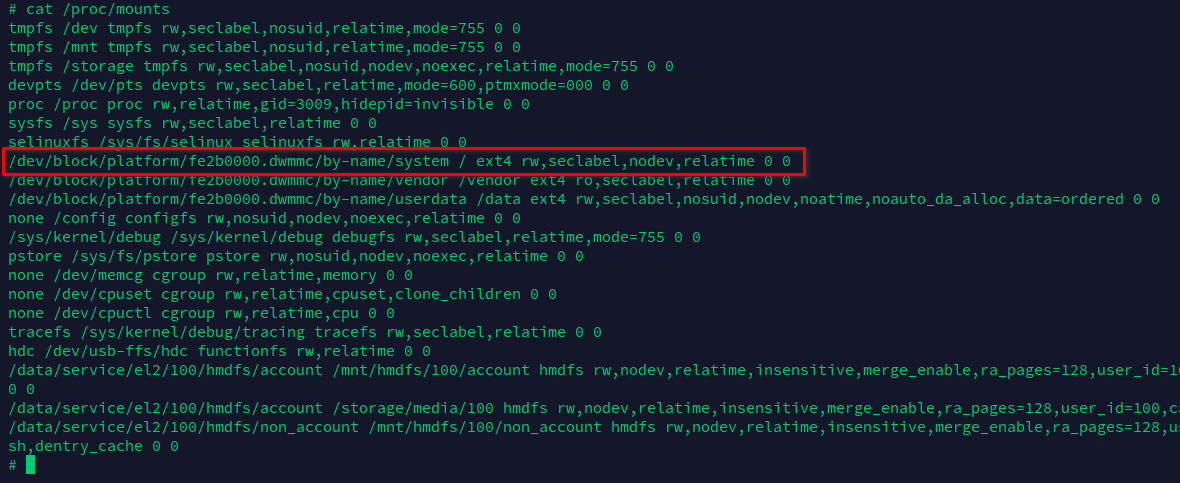 # cat /proc/mounts
tmpfs /dev tmpfs rw,seclabel,nosuid,relatime,mode=755 0 0
tmpfs /mnt tmpfs rw,seclabel,nosuid,relatime,mode=755 0 0
tmpfs /storage tmpfs rw,seclabel,nosuid,nodev,noexec,relatime,mode=755 0 0
devpts /dev/pts devpts rw,seclabel,relatime,mode=600,ptmxmode=000 0 0
proc /proc proc rw,relatime,gid=3009,hidepid=invisible 0 0
sysfs /sys sysfs rw,seclabel,relatime 0 0
selinuxfs /sys/fs/selinux selinuxfs rw,relatime 0 0
/dev/block/platform/fe2b0000.dwmmc/by-name/system / ext4 rw,seclabel,nodev,relatime 0 0
/dev/block/platform/fe2b0000.dwmmc/by-name/vendor /vendor ext4 ro,seclabel,relatime 0 0
/dev/block/platform/fe2b0000.dwmmc/by-name/userdata /data ext4 rw,seclabel,nosuid,nodev,noatime,noauto_da_alloc,data=ordered 0 0
none /config configfs rw,nosuid,nodev,noexec,relatime 0 0
/sys/kernel/debug /sys/kernel/debug debugfs rw,seclabel,relatime,mode=755 0 0
pstore /sys/fs/pstore pstore rw,nosuid,nodev,noexec,relatime 0 0
none /dev/memcg cgroup rw,relatime,memory 0 0
none /dev/cpuset cgroup rw,relatime,cpuset,clone_children 0 0
none /dev/cpuctl cgroup rw,relatime,cpu 0 0
tracefs /sys/kernel/debug/tracing tracefs rw,seclabel,relatime 0 0
hdc /dev/usb-ffs/hdc functionfs rw,relatime 0 0
/data/service/el2/100/hmdfs/account /mnt/hmdfs/100/account hmdfs rw,nodev,relatime,insensitive,merge_enable,ra_pages=128,user_id=10
0 0
/data/service/el2/100/hmdfs/account /storage/media/100 hmdfs rw,nodev,relatime,insensitive,merge_enable,ra_pages=128,user_id=100,ca
/data/service/el2/100/hmdfs/non_account /mnt/hmdfs/100/non_account hmdfs rw,nodev,relatime,insensitive,merge_enable,ra_pages=128,us
sh,dentry_cache 0 0
#